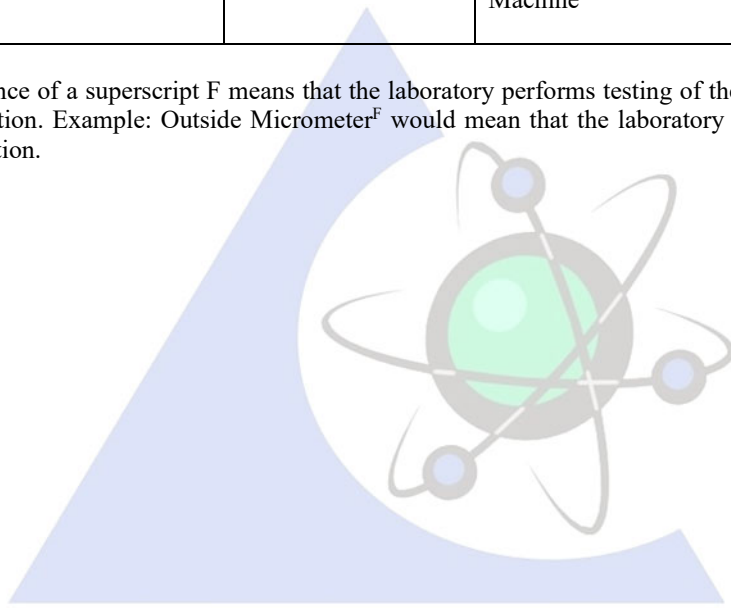 Machine
nce of a superscript F means that the laboratory performs testing of the
tion. Example: Outside Micrometer^F would mean that the laboratory
tion.